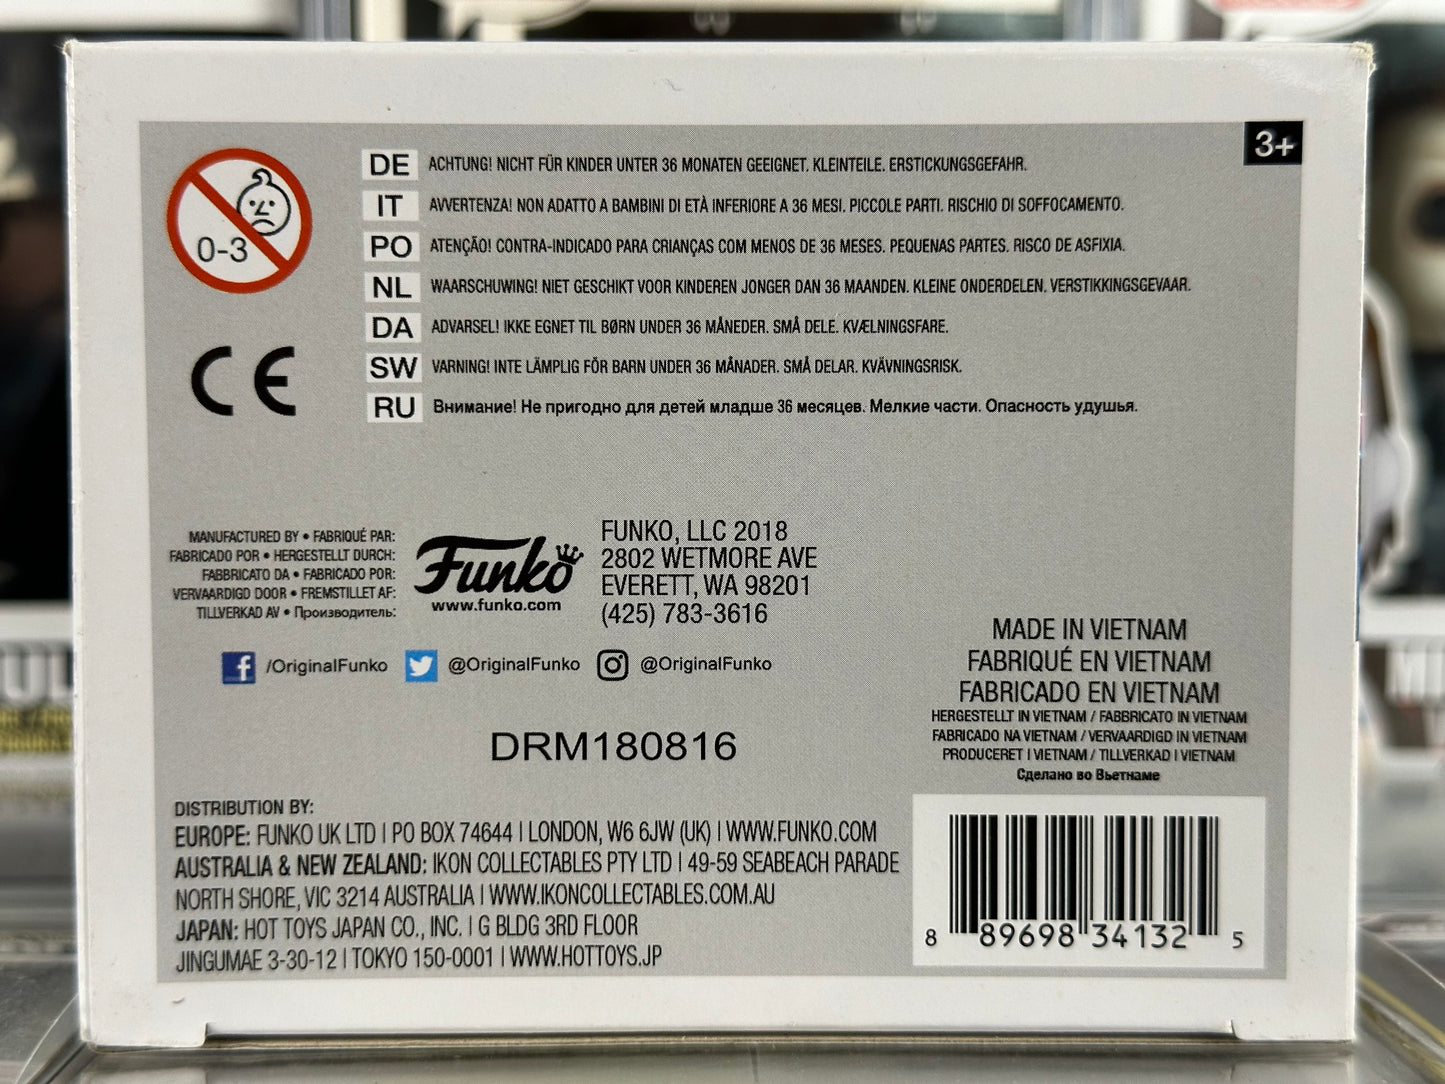 3+
0-3
DE ACHTUNG! NICHT FÜR KINDER UNTER 36 MONATEN GEEIGNET. KLEINTEILE. ERSTICKUNGSGEFAHR.
IT AVVERTENZA! NON ADATTO A BAMBINI DI ETÀ INFERIORE A 36 MESI. PICCOLE PARTI. RISCHIO DI SOFFOCAMENTO.
PO ATENÇÃO! CONTRA-INDICADO PARA CRIANÇAS COM MENOS DE 36 MESES. PEQUENAS PARTES. RISCO DE ASFIXIA.
NL WAARSCHUWING! NIET GESCHIKT VOOR KINDEREN JONGER DAN 36 MAANDEN. KLEINE ONDERDELEN. VERSTIKKINGSGEVAAR.
DA ADVARSEL! IKKE EGNET TIL BØRN UNDER 36 MÅNEDER. SMÅ DELE. KVÆLNINGSFARE.
SW VARNING! INTE LÄMPLIG FÖR BARN UNDER 36 MÅNADER. SMÅ DELAR. KVÄVNINGSRISK.
RU Внимание! Не пригодно для детей младше 36 месяцев. Мелкие части. Опасность удушья.
CE
MANUFACTURED BY • FABRIQUÉ PAR:
FABRICADO POR • HERGESTELLT DURCH:
FABBRICATO DA • FABRICADO POR:
VERVAARDIGD DOOR • FREMSTILLET AF:
TILLVERKAD AV • Производитель:
Funko
www.funko.com
FUNKO, LLC 2018
2802 WETMORE AVE
EVERETT, WA 98201
(425) 783-3616
/OriginalFunko @OriginalFunko @OriginalFunko
MADE IN VIETNAM
FABRIQUÉ EN VIETNAM
FABRICADO EN VIETNAM
HERGESTELLT IN VIETNAM / FABBRICATO IN VIETNAM
FABRICADO NA VIETNAM / VERVAARDIGD IN VIETNAM
PRODUCERET I VIETNAM / TILLVERKAD I VIETNAM
Сделано во Вьетнаме
DRM180816
DISTRIBUTION BY:
EUROPE: FUNKO UK LTD | PO BOX 74644 | LONDON, W6 6JW (UK) | WWW.FUNKO.COM
AUSTRALIA & NEW ZEALAND: IKON COLLECTABLES PTY LTD | 49-59 SEABEACH PARADE
NORTH SHORE, VIC 3214 AUSTRALIA | WWW.IKONCOLLECTABLES.COM.AU
JAPAN: HOT TOYS JAPAN CO., INC. | G BLDG 3RD FLOOR
JINGUMAE 3-30-12 | TOKYO 150-0001 | WWW.HOTTOYS.JP
8 89698 34132 5